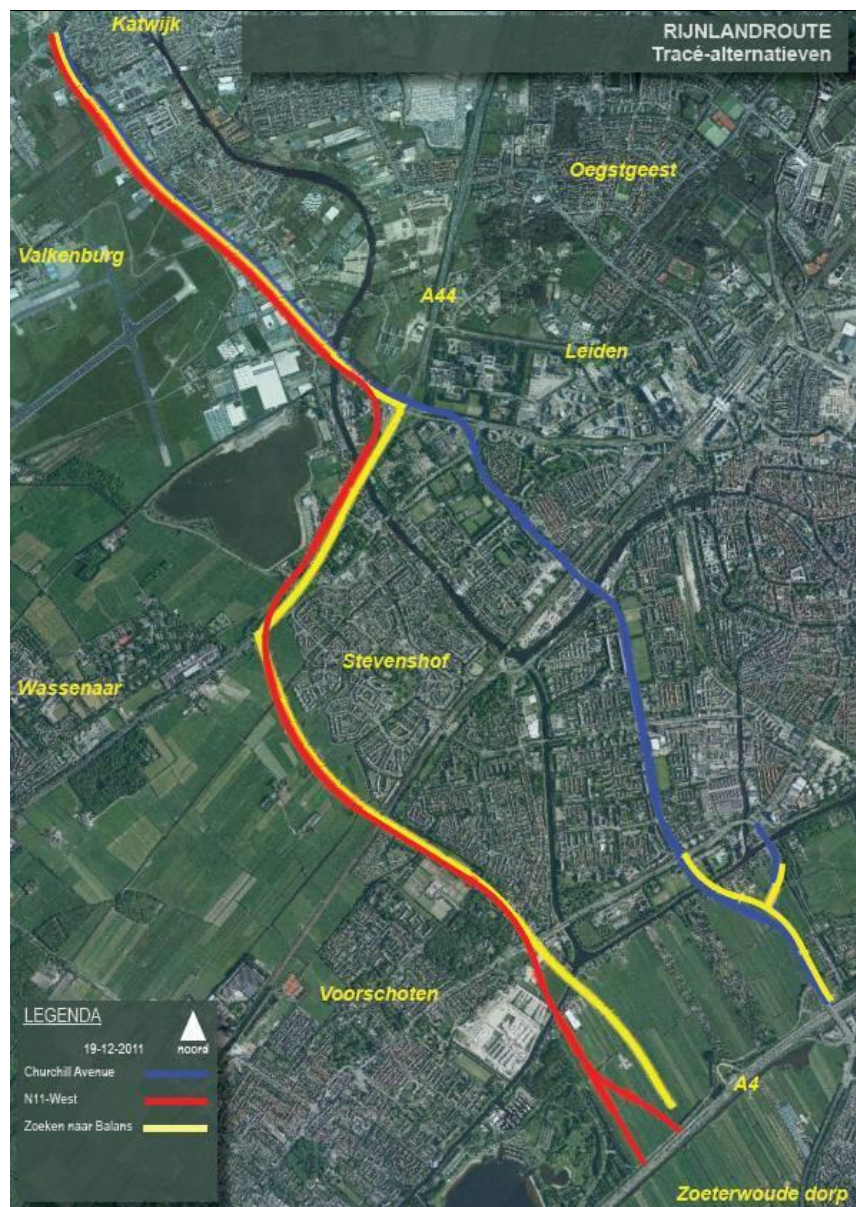 Katwijk
RIJNLANDROUTE
Tracé-alternatieven
Oegstgeest
Valkenburg
A44
Leiden
Stevenshof
Wassenaar
Voorschoten
LEGENDA
19-12-2011
noord
Churchill Avenue
N11-West
Zoeken naar Balans
A4
Zoeterwoude dorp